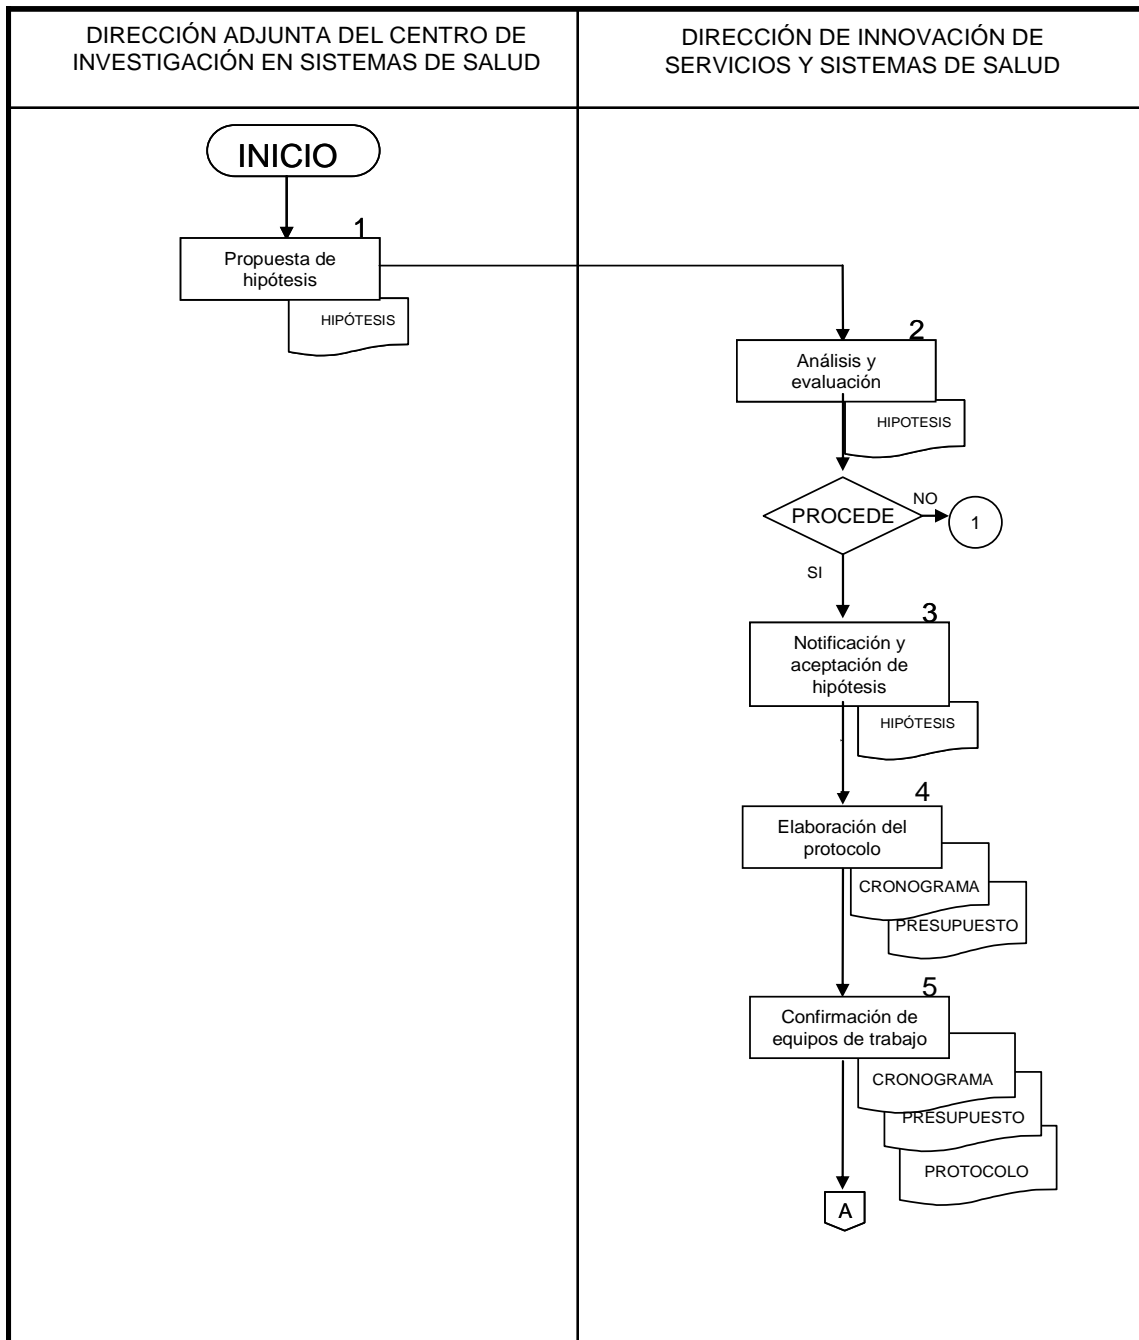 DIRECCIÓN ADJUNTA DEL CENTRO DE
INVESTIGACIÓN EN SISTEMAS DE SALUD
DIRECCIÓN DE INNOVACIÓN DE
SERVICIOS Y SISTEMAS DE SALUD
INICIO
1
Propuesta de
hipótesis
HIPÓTESIS
2
Análisis y
evaluación
HIPOTESIS
PROCEDE
NO
1
SI
3
Notificación y
aceptación de
hipótesis
HIPÓTESIS
4
Elaboración del
protocolo
CRONOGRAMA
PRESUPUESTO
5
Confirmación de
equipos de trabajo
CRONOGRAMA
PRESUPUESTO
PROTOCOLO
A